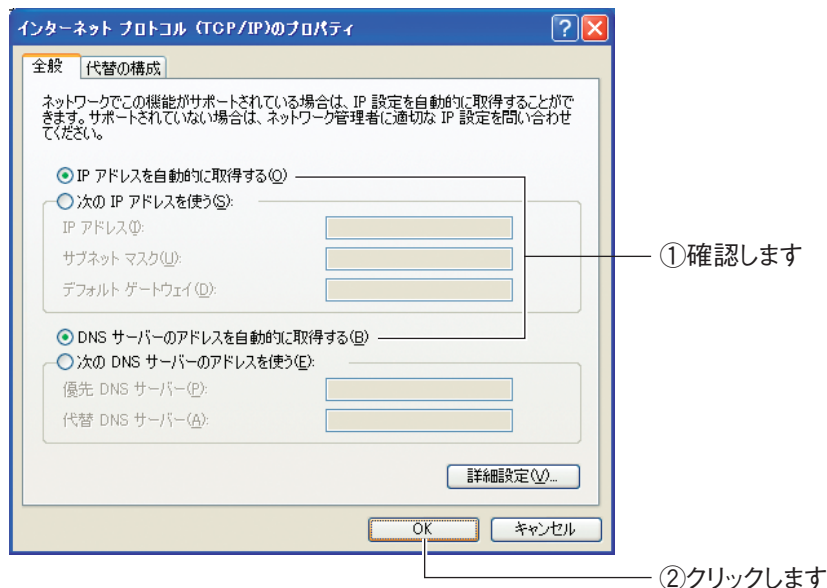 インターネット プロトコル (TCP/IP)のプロパティ
全般
代替の構成
ネットワークでこの機能がサポートされている場合は、IP 設定を自動的に取得することがで
きます。サポートされていない場合は、ネットワーク管理者に適切な IP 設定を問い合わせ
てください。
IP アドレスを自動的に取得する(O)
次の IP アドレスを使う(S):
IP アドレス(I):
サブネット マスク(U):
デフォルト ゲートウェイ(D):
①確認します
DNS サーバーのアドレスを自動的に取得する(B)
次の DNS サーバーのアドレスを使う(E):
優先 DNS サーバー(P):
代替 DNS サーバー(A):
詳細設定(V)...
OK
キャンセル
②クリックします